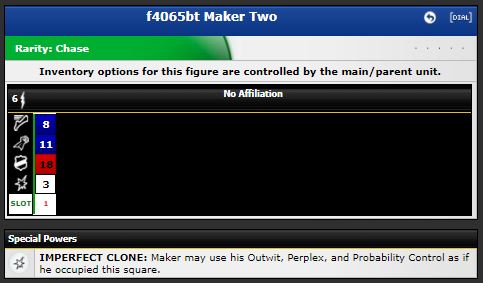 f4065bt Maker Two
[DIAL]
Rarity: Chase
Inventory options for this figure are controlled by the main/parent unit.
6
No Affiliation
8
11
18
3
SLOT 1
Special Powers
IMPERFECT CLONE: Maker may use his Outwit, Perplex, and Probability Control as if
he occupied this square.